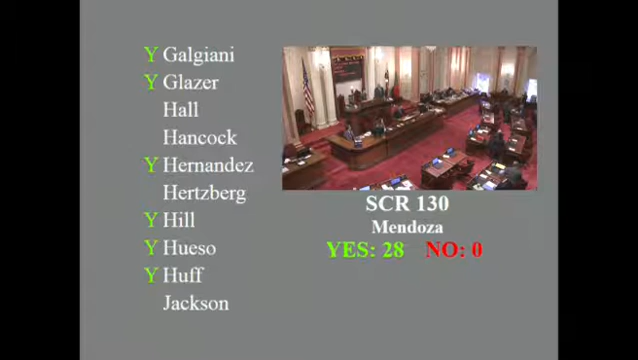 Y Galgiani
Y Glazer
Hall
Hancock
Y Hernandez
Hertzberg
Y Hill
Y Hueso
Y Huff
Jackson
SCR 130
Mendoza
YES: 28 NO: 0